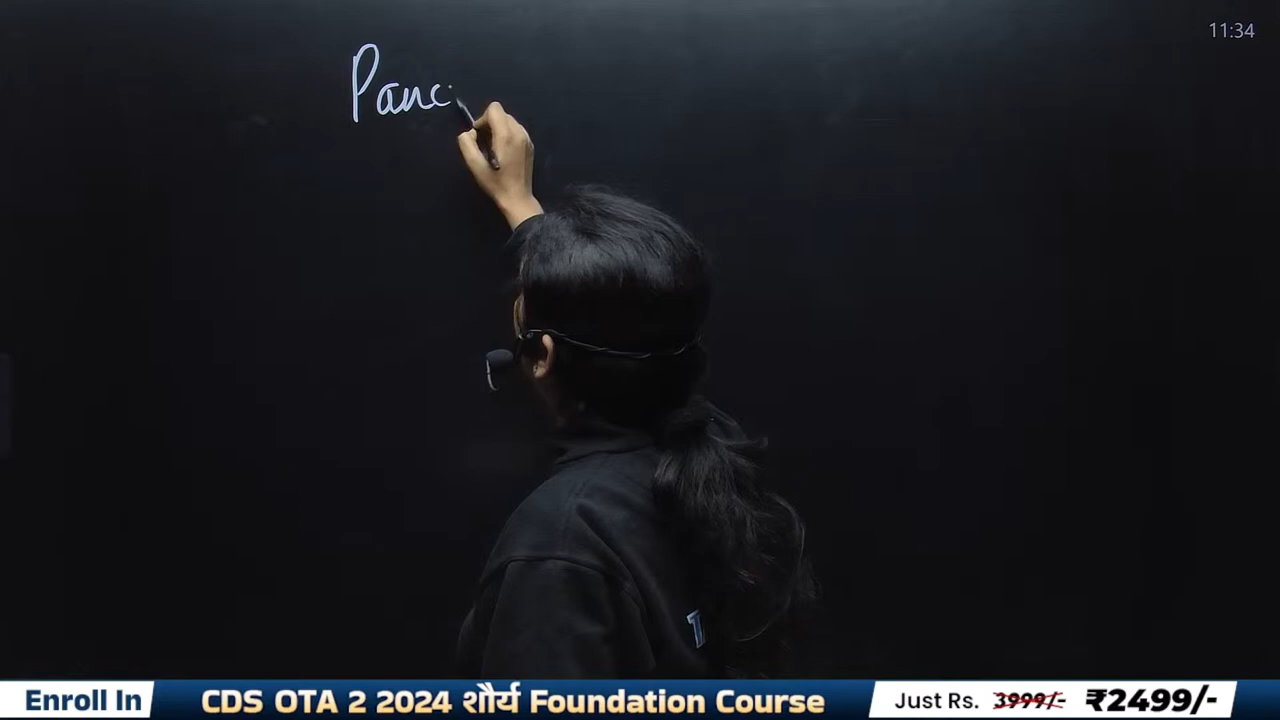 11:34
Panc
Enroll In CDS OTA 2 2024 शौर्य Foundation Course Just Rs. 3999/- ₹2499/-